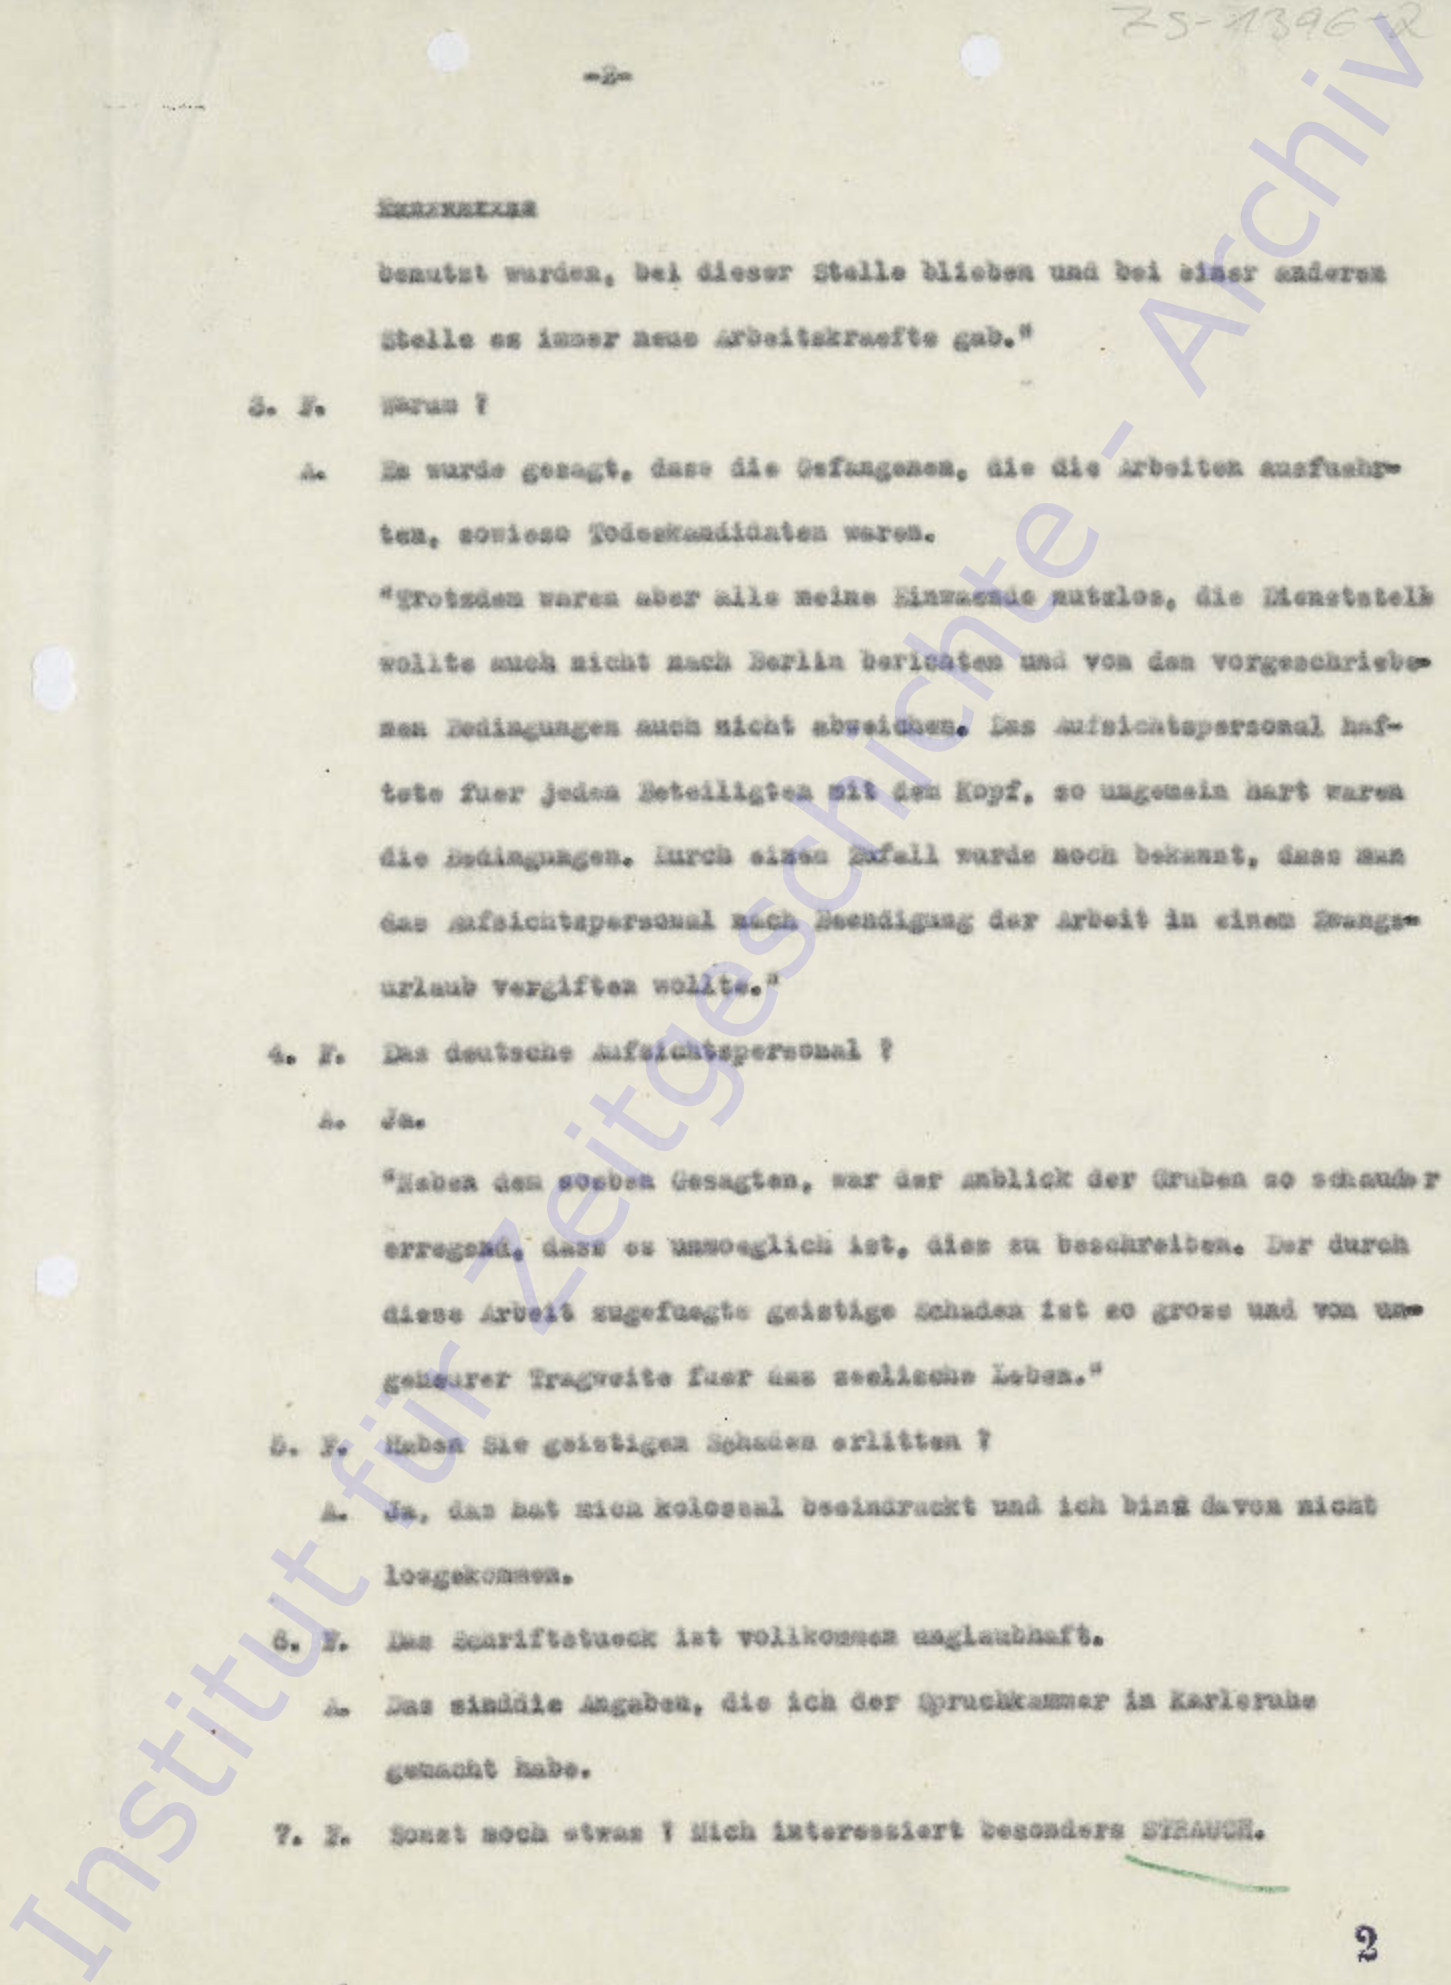 ZS-1396-2
-2-
benutzt wurden, bei dieser Stelle blieben und bei einer anderen
Stelle es immer neue Arbeitskraefte gab."
3. F. Warum ?
A. Es wurde gesagt, dass die Gefangenen, die die Arbeiten ausfuehr-
ten, sowieso Todeskandidaten waren.
"Trotzdem waren aber alle meine Einwaende nutzlos, die Dienststell
wollte auch nicht nach Berlin berichten und von den vorgeschriebe-
nen Bedingungen auch nicht abweichen. Das Aufsichtspersonal haf-
tete fuer jeden Beteiligten mit dem Kopf, so ungemein hart waren
die Bedingungen. Durch einen Zufall wurde noch bekannt, dass man
das Aufsichtspersonal nach Beendigung der Arbeit in einem Zwangs-
urlaub vergiften wollte."
4. F. Das deutsche Aufsichtspersonal ?
A. Ja.
"Neben dem soeben Gesagten, war der Anblick der Gruben so schauder
erregend, dass es unmoeglich ist, dies zu beschreiben. Der durch
diese Arbeit zugefuegte geistige Schaden ist so gross und von un-
geheurer Tragweite fuer das seelische Leben."
5. F. Haben Sie geistigen Schaden erlitten ?
A. Ja, das hat mich kolossal beeindruckt und ich bin davon nicht
losgekommen.
6. F. Das Schriftstueck ist vollkommen unglaubhaft.
A. Das sinddie Angaben, die ich der Spruchkammer in Karlsruhe
gemacht habe.
7. F. Sonst noch etwas ? Mich interessiert besonders STRAUCH.
2
Institut für Zeitgeschichte - Archiv